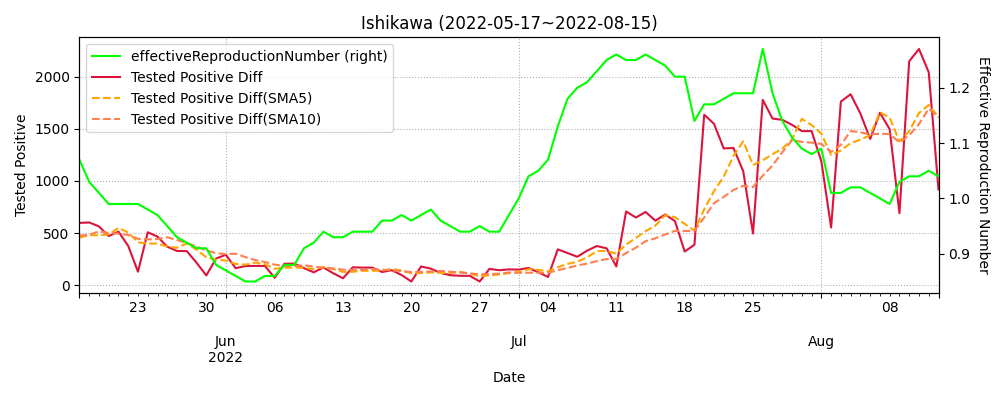 Ishikawa (2022-05-17~2022-08-15)
effectiveReproductionNumber (right)
Tested Positive Diff
Tested Positive Diff(SMA5)
Tested Positive Diff(SMA10)
Tested Positive
2000
1500
1000
500
0
Effective Reproduction Number
1.2
1.1
1.0
0.9
23 30 06 13 20 27 04 11 18 25 08
Jun Jul Aug
2022
Date